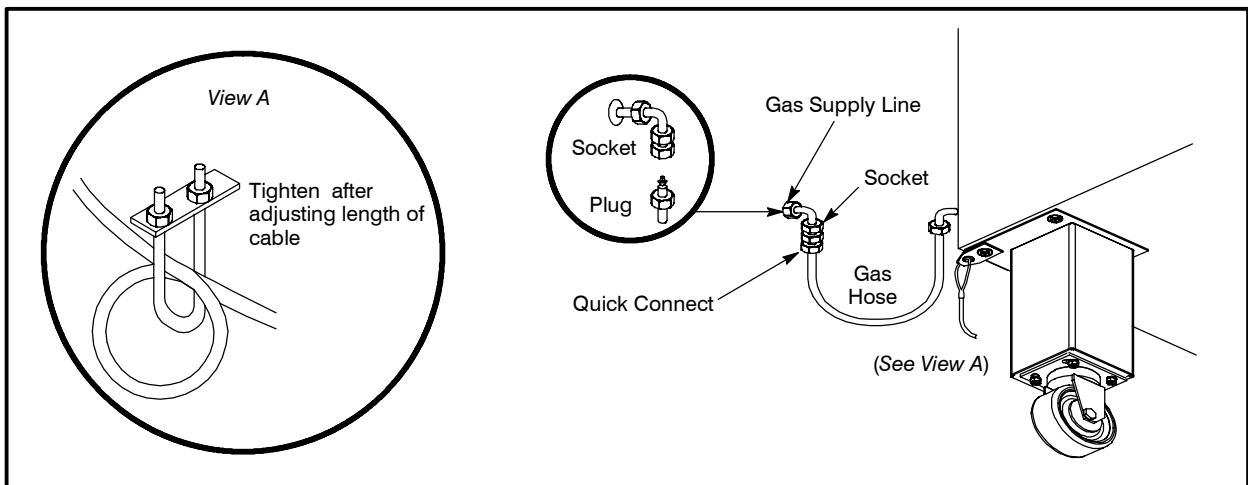 View A
Tighten after
adjusting length of
cable
Socket
Plug
Gas Supply Line
Socket
Quick Connect
Gas
Hose
(See View A)